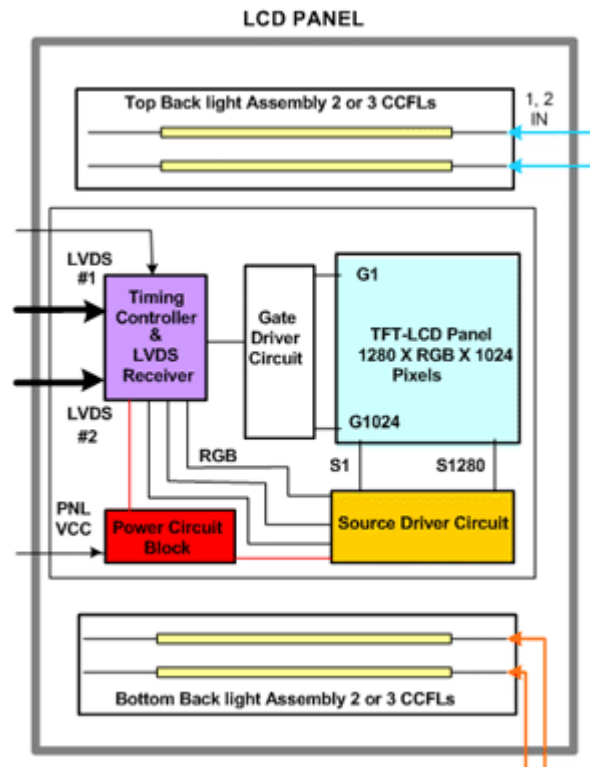 LCD PANEL
Top Back light Assembly 2 or 3 CCFLs
1, 2
IN
LVDS
#1
Timing
Controller
&
LVDS
Receiver
Gate
Driver
Circuit
G1
TFT-LCD Panel
1280 X RGB X 1024
Pixels
G1024
LVDS
#2
RGB
S1
S1280
PNL
VCC
Power Circuit
Block
Source Driver Circuit
Bottom Back light Assembly 2 or 3 CCFLs